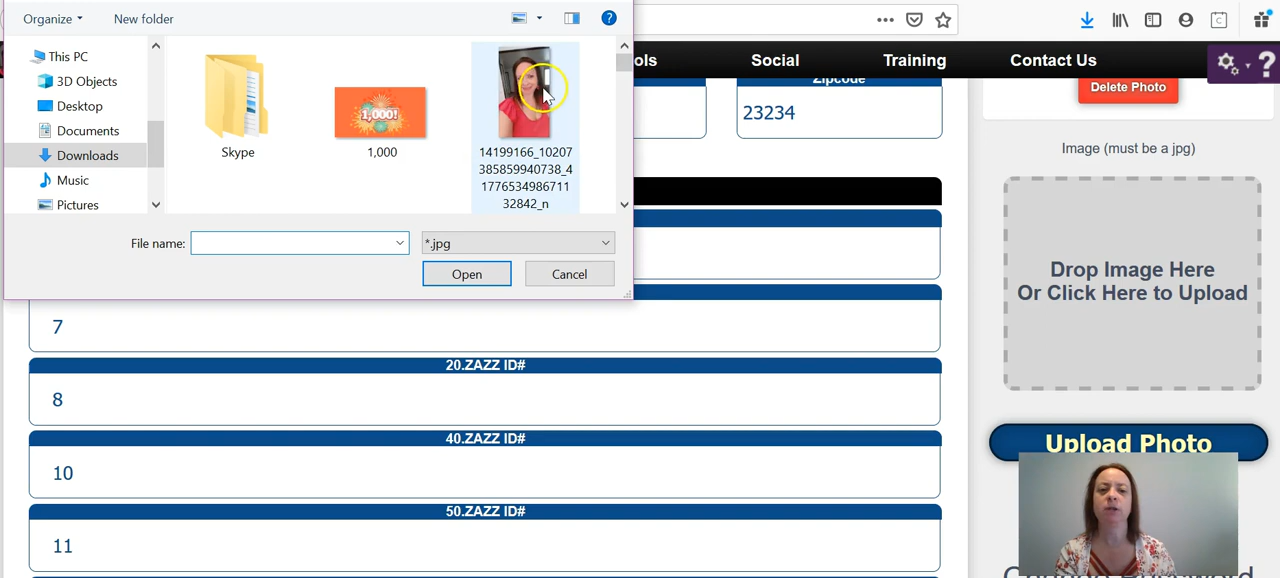 Organize
New folder
This PC
3D Objects
Desktop
Documents
Downloads
Music
Pictures
Skype
1,000!
1,000
14199166_10207
385859940738_4
1776534986711
32842_n
File name:
*.jpg
Open
Cancel
ols
Social
Training
Contact Us
Zipcode
23234
7
20.ZAZZ ID#
8
40.ZAZZ ID#
10
50.ZAZZ ID#
11
Delete Photo
Image (must be a jpg)
Drop Image Here
Or Click Here to Upload
Upload Photo